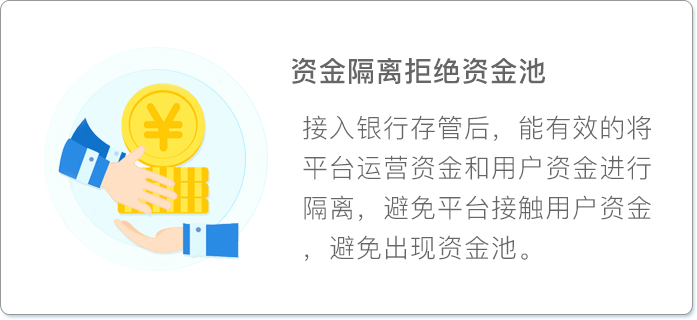 资金隔离拒绝资金池
接入银行存管后，能有效的将
平台运营资金和用户资金进行
隔离，避免平台接触用户资金
，避免出现资金池。